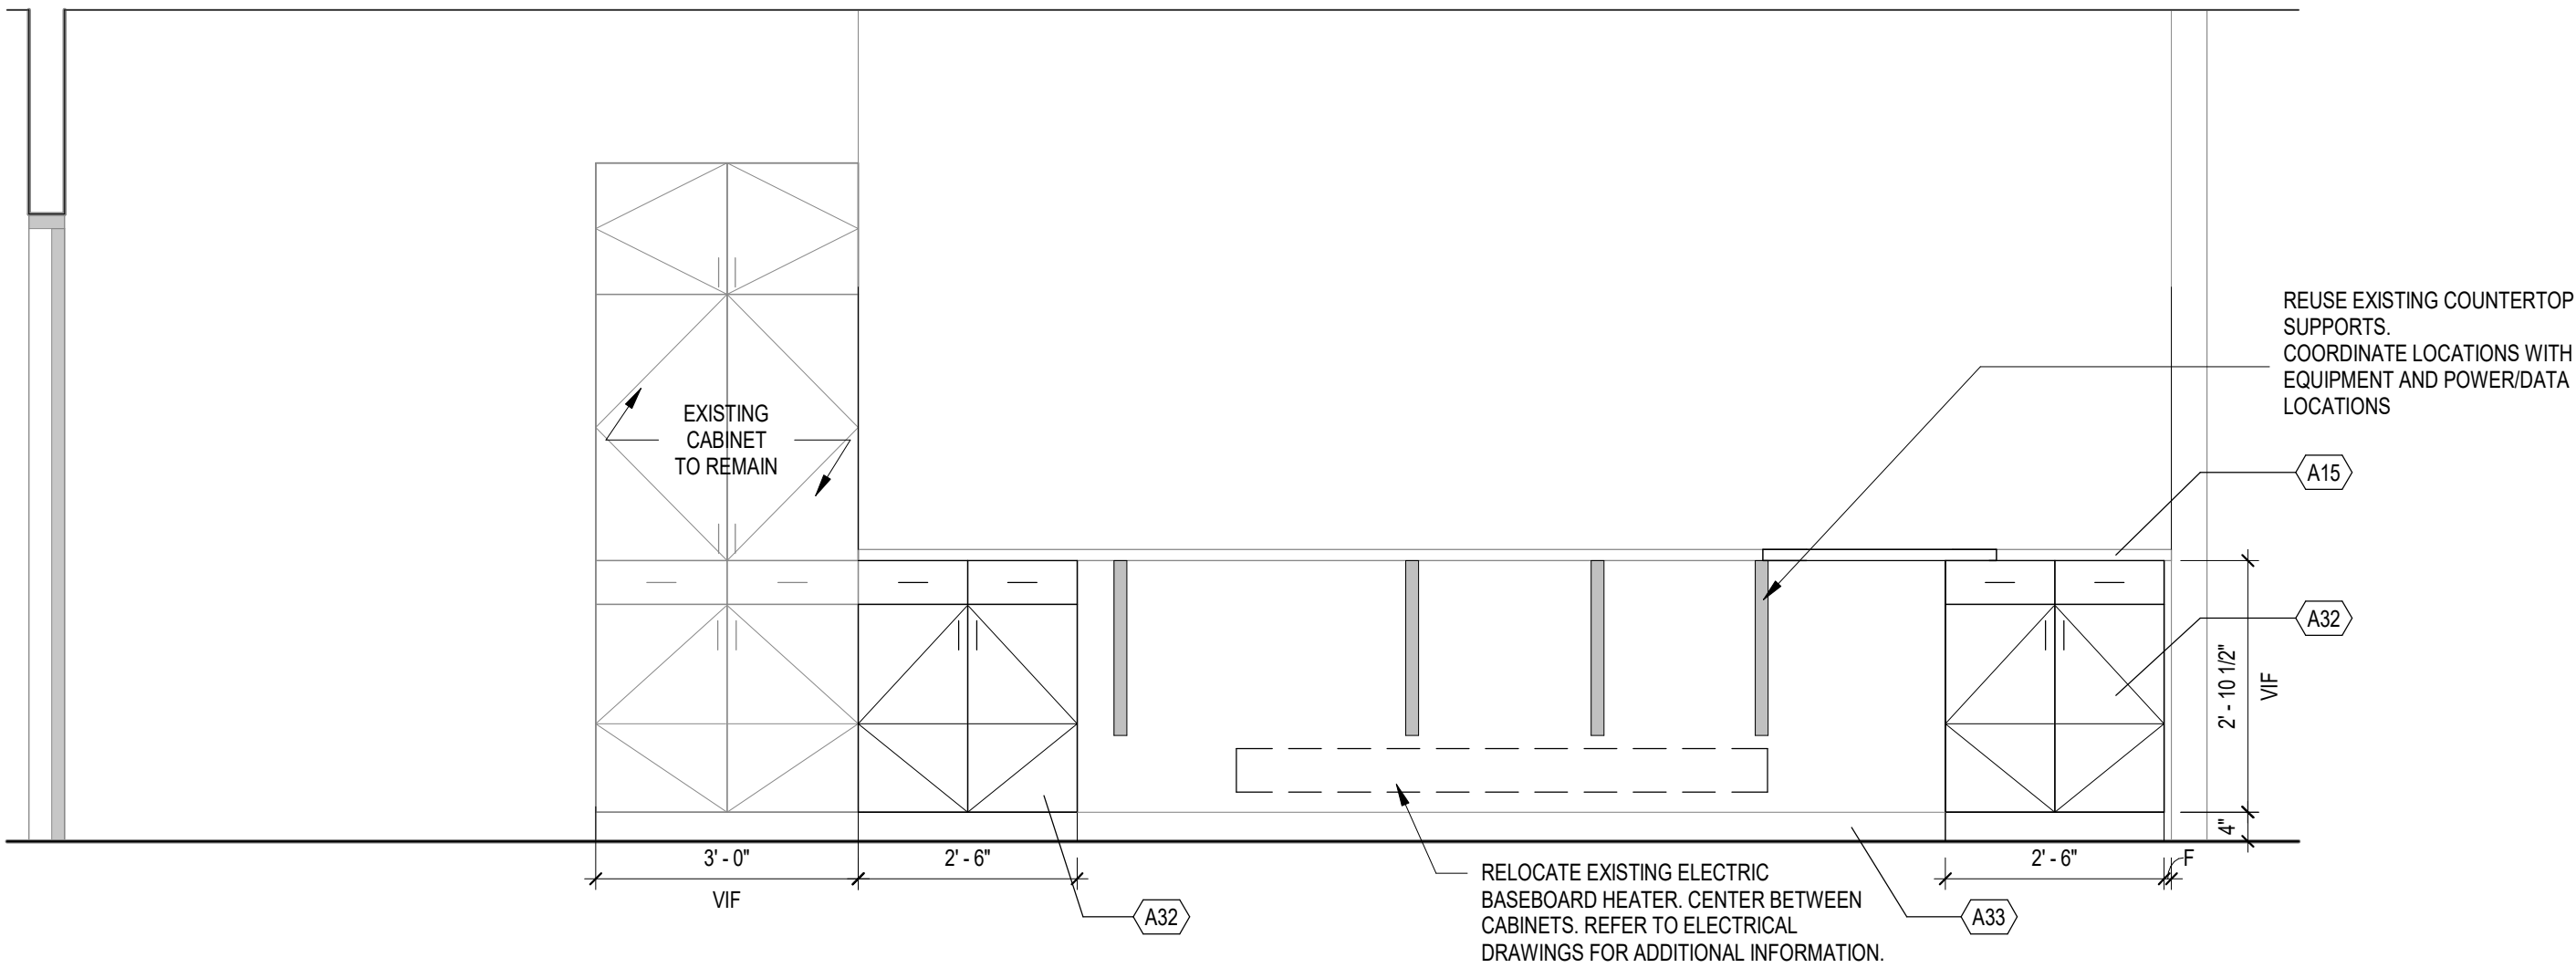 REUSE EXISTING COUNTERTOP
SUPPORTS.
COORDINATE LOCATIONS WITH
EQUIPMENT AND POWER/DATA
LOCATIONS
EXISTING
CABINET
TO REMAIN
A15
A32
2' - 10 1/2"
VIF
4"
3' - 0"
VIF
2' - 6"
2' - 6"
F
A32
RELOCATE EXISTING ELECTRIC
BASEBOARD HEATER. CENTER BETWEEN
CABINETS. REFER TO ELECTRICAL
DRAWINGS FOR ADDITIONAL INFORMATION.
A33